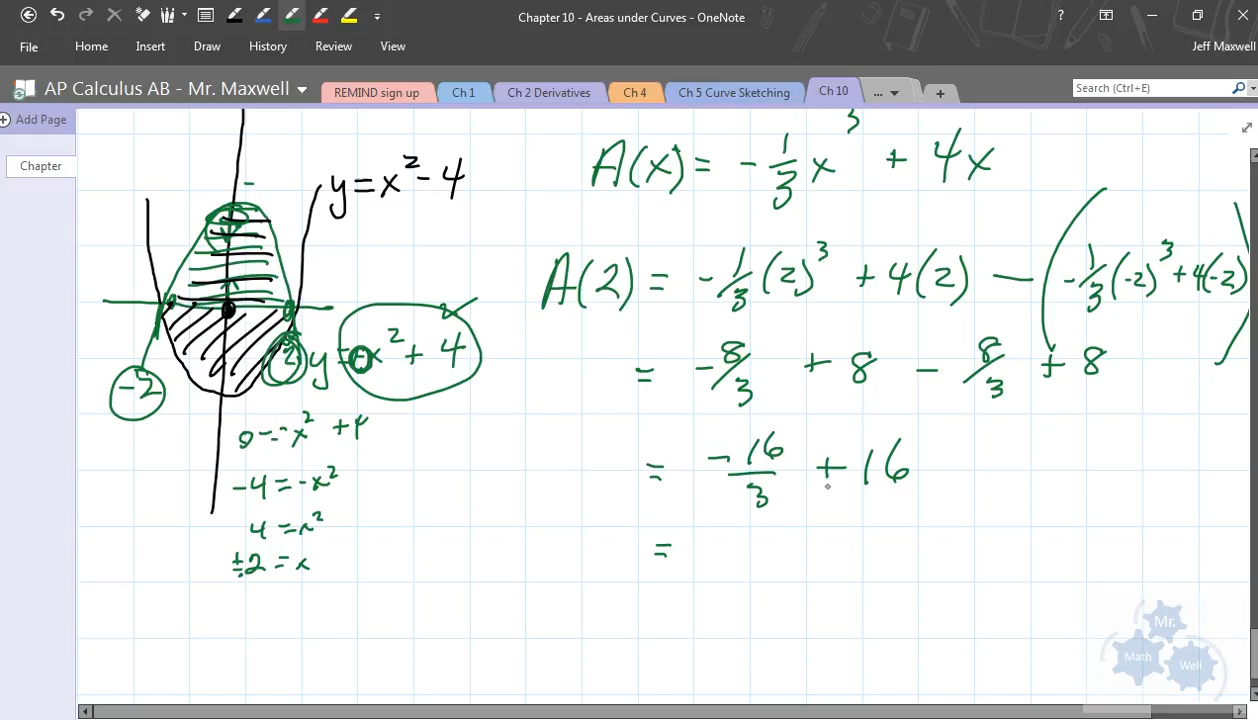 Chapter 10 - Areas under Curves - OneNote
?
File Home Insert Draw History Review View
Jeff Maxwell
AP Calculus AB - Mr. Maxwell
REMIND sign up
Ch 1
Ch 2 Derivatives
Ch 4
Ch 5 Curve Sketching
Ch 10
...
Search (Ctrl+E)
Add Page
Chapter
y = x² - 4
-2
2
y = -x² + 4
0 = -x² + 4
-4 = -x²
4 = x²
±2 = x
A(x) = -1/3 x³ + 4x
A(2) = -1/3 (2)³ + 4(2) - (-1/3 (-2)³ + 4(-2))
= -8/3 + 8 - 8/3 + 8
= -16/3 + 16
=
Mr.
Math
Well